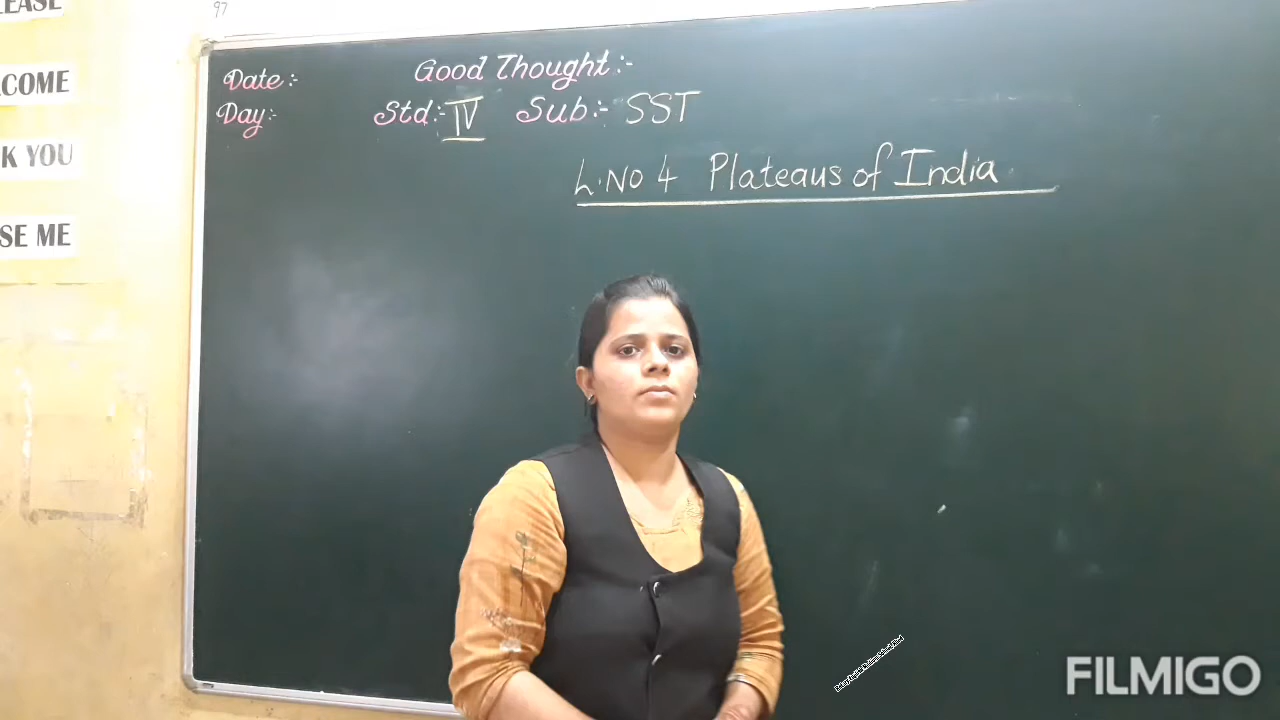 EASE
97
COME
K YOU
SE ME
Date:-
Good Thought:-
Day:-
Std:- IV Sub:- SST
L.No 4 Plateaus of India
FILMIGO